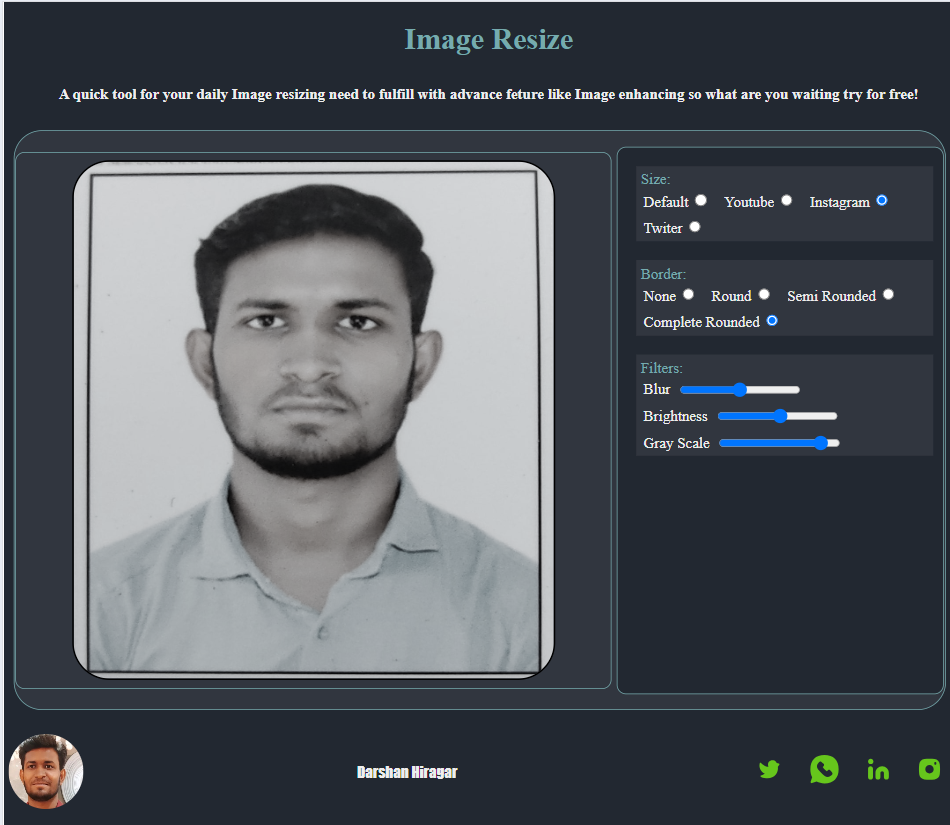 Image Resize
A quick tool for your daily Image resizing need to fulfill with advance feture like Image enhancing so what are you waiting try for free!
Size:
Default Youtube Instagram
Twiter
Border:
None Round Semi Rounded
Complete Rounded
Filters:
Blur
Brightness
Gray Scale
Darshan Hiragar